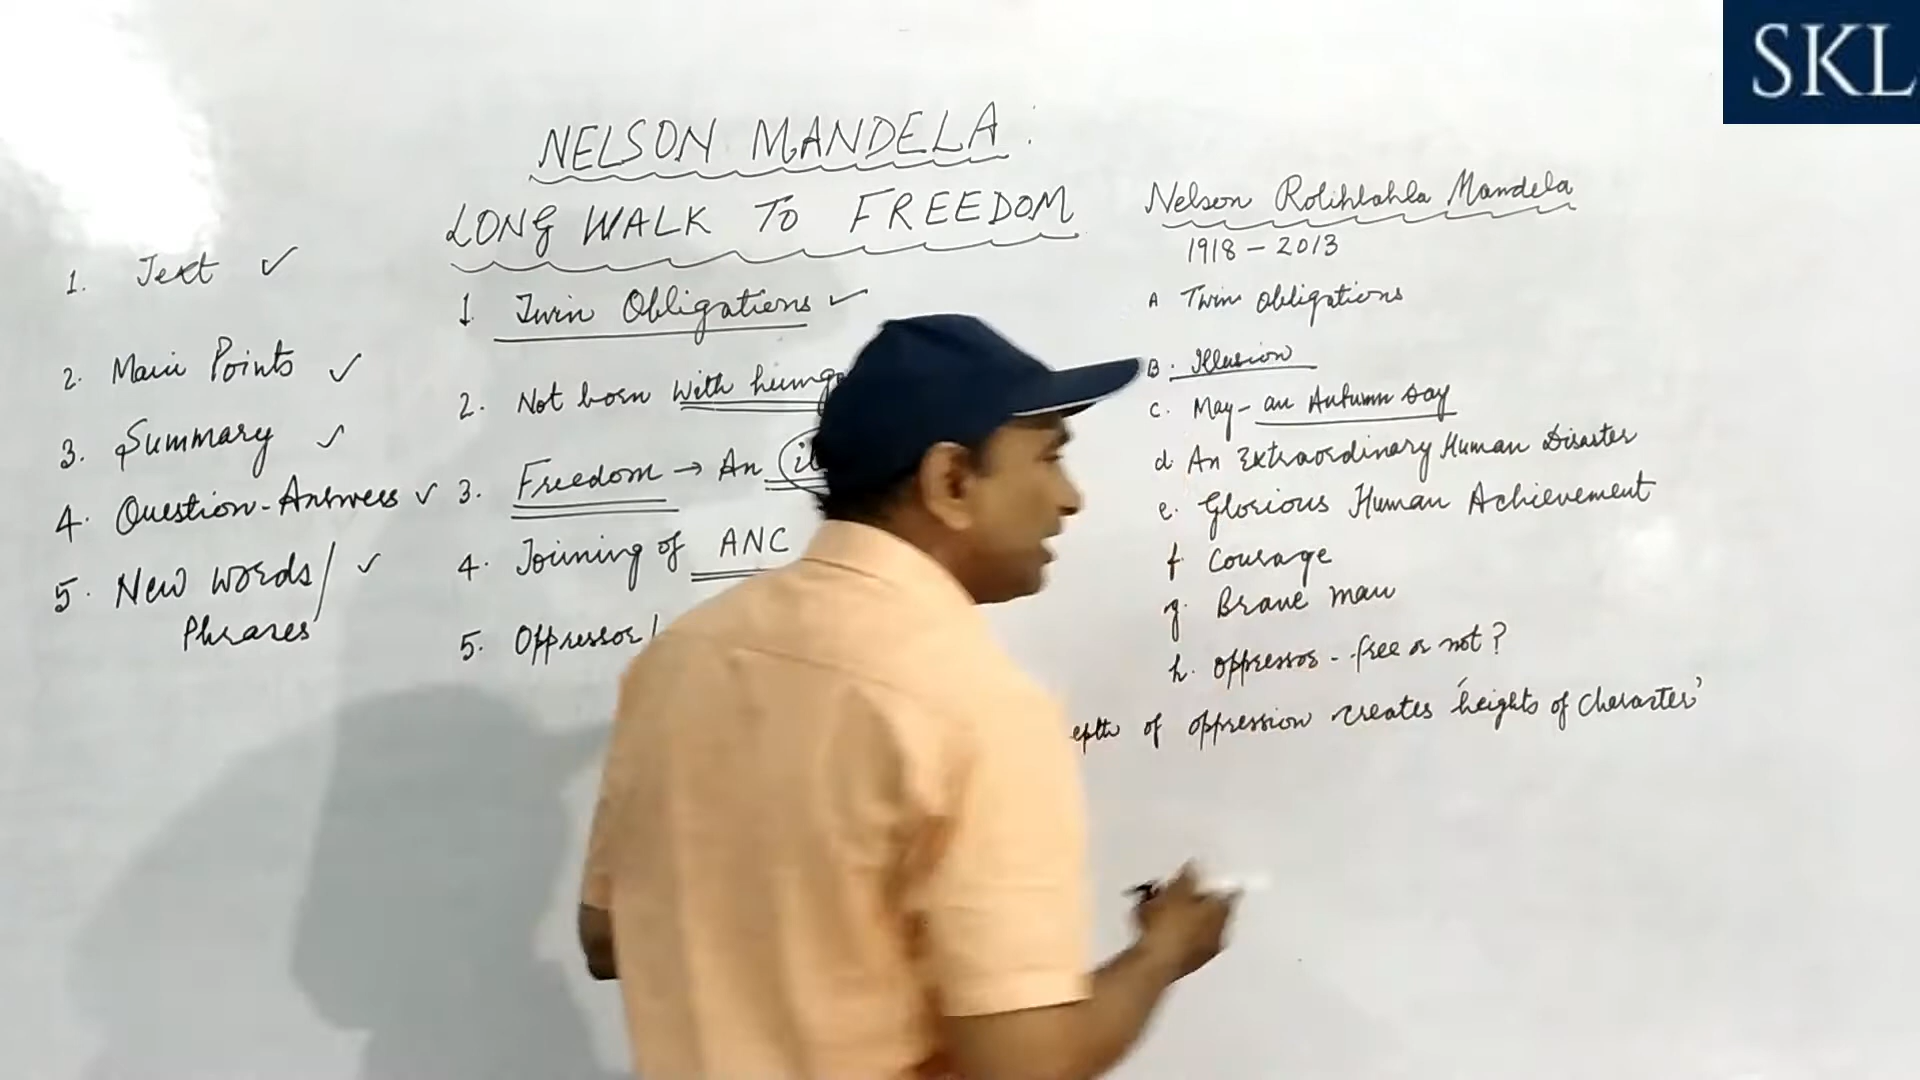 SKL
NELSON MANDELA:
LONG WALK TO FREEDOM
1. Text ✓
2. Main Points ✓
3. Summary ✓
4. Question-Answers ✓
5. New words/ ✓
Phrases
1 Twin Obligations ✓
2. Not born with
3. Freedom → An
4. Joining of ANC
5. Oppressor/
Nelson Rolihlahla Mandela
1918 - 2013
A Twin obligations
B. Illusion
C. May - an Autumn day
d. An Extraordinary Human Disaster
e. Glorious Human Achievement
f Courage
g. Brave man
h. oppressor - free or not?
of oppression creates 'heights of character'